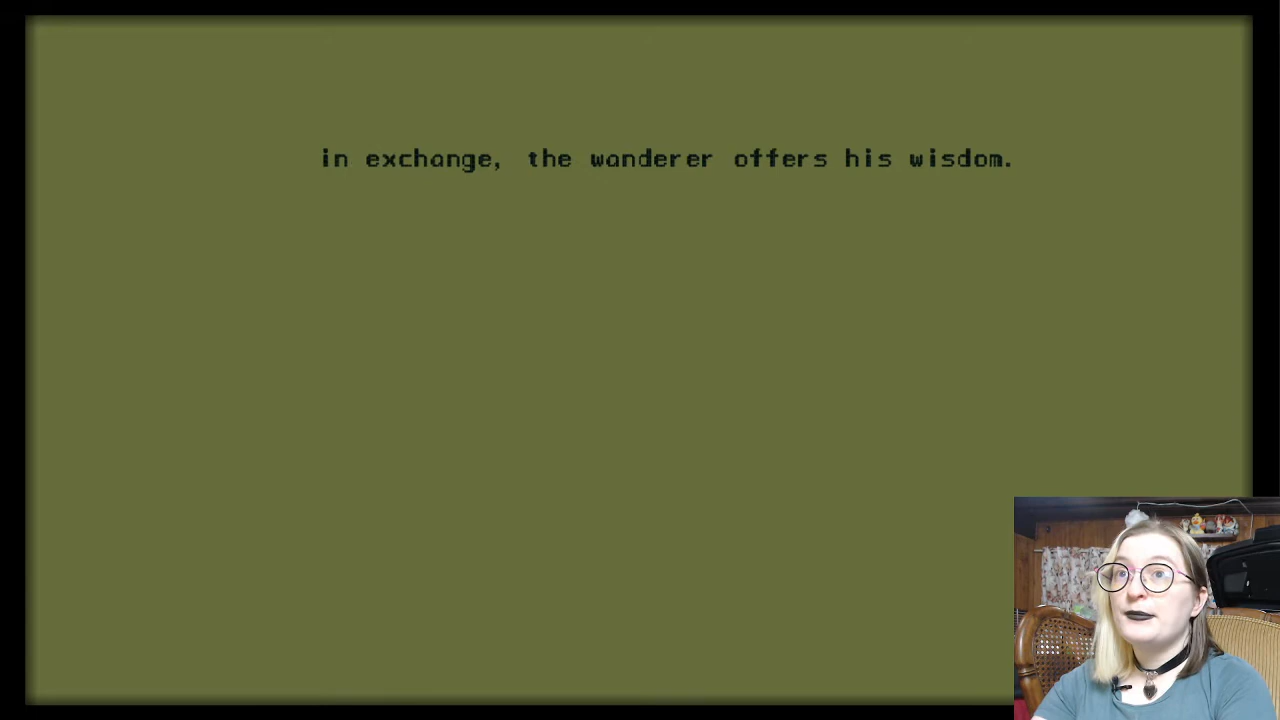 in exchange, the wanderer offers his wisdom.